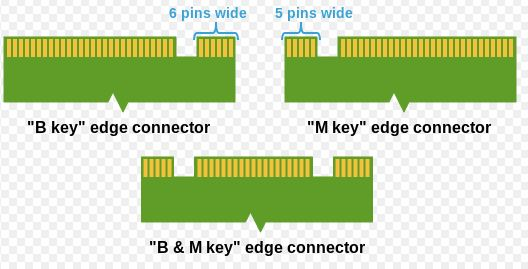 6 pins wide
5 pins wide
"B key" edge connector
"M key" edge connector
"B & M key" edge connector